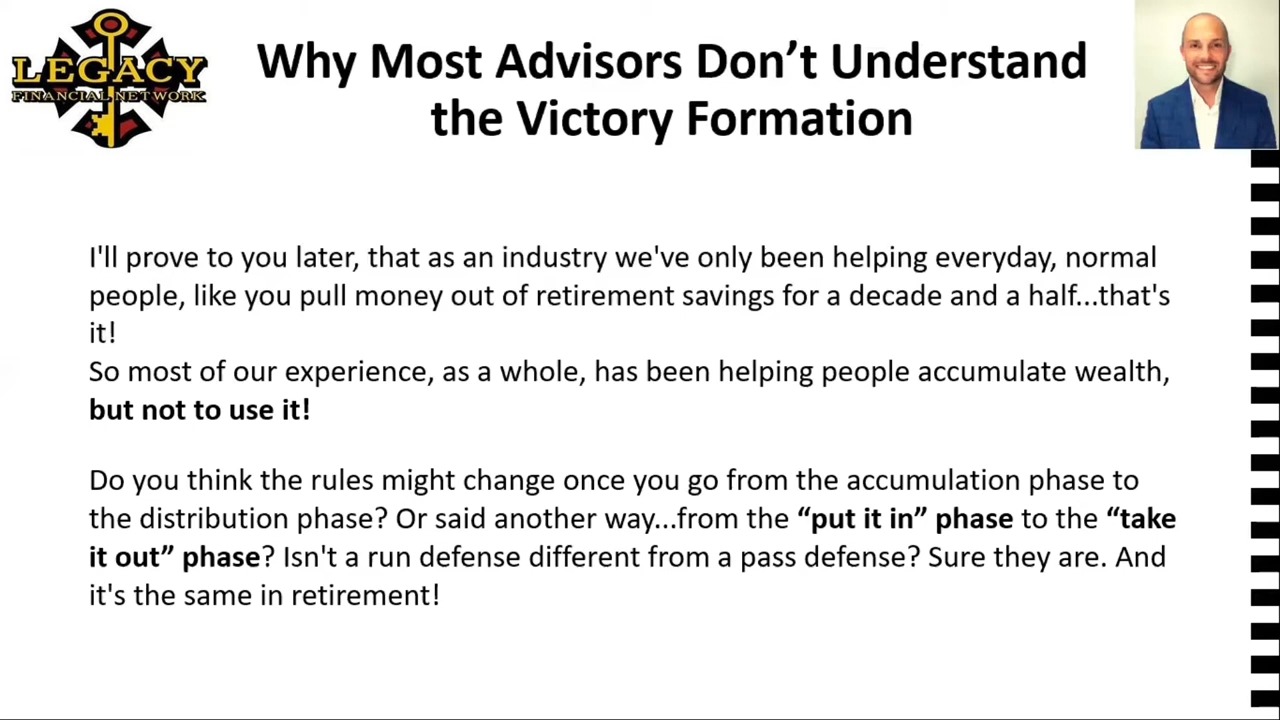 LEGACY
FINANCIAL NETWORK
Why Most Advisors Don’t Understand
the Victory Formation
I'll prove to you later, that as an industry we've only been helping everyday, normal
people, like you pull money out of retirement savings for a decade and a half...that's
it!
So most of our experience, as a whole, has been helping people accumulate wealth,
but not to use it!
Do you think the rules might change once you go from the accumulation phase to
the distribution phase? Or said another way...from the “put it in” phase to the “take
it out” phase? Isn't a run defense different from a pass defense? Sure they are. And
it's the same in retirement!